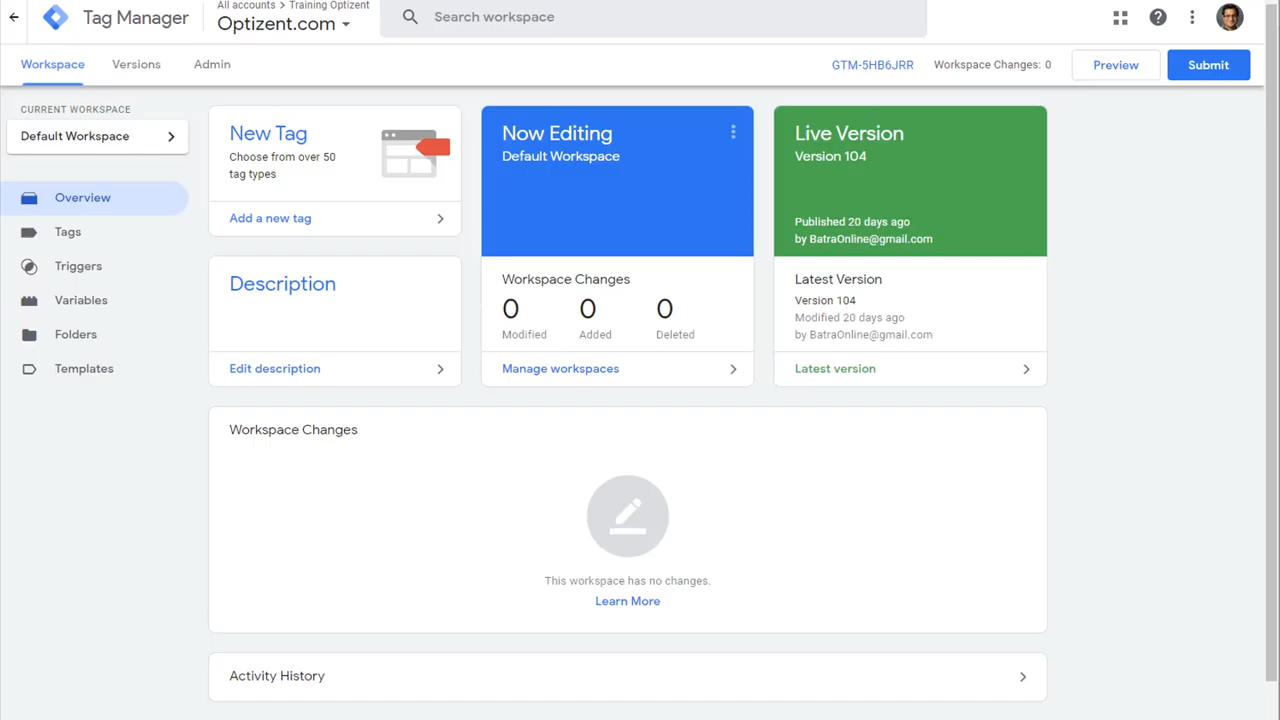 All accounts > Training Optizent
Tag Manager
Optizent.com
Search workspace
Workspace
Versions
Admin
GTM-5HB6JRR
Workspace Changes: 0
Preview
Submit
CURRENT WORKSPACE
Default Workspace
Overview
Tags
Triggers
Variables
Folders
Templates
New Tag
Choose from over 50
tag types
Add a new tag
Description
Edit description
Now Editing
Default Workspace
Workspace Changes
0 0 0
Modified Added Deleted
Manage workspaces
Live Version
Version 104
Published 20 days ago
by BatraOnline@gmail.com
Latest Version
Version 104
Modified 20 days ago
by BatraOnline@gmail.com
Latest version
Workspace Changes
This workspace has no changes.
Learn More
Activity History